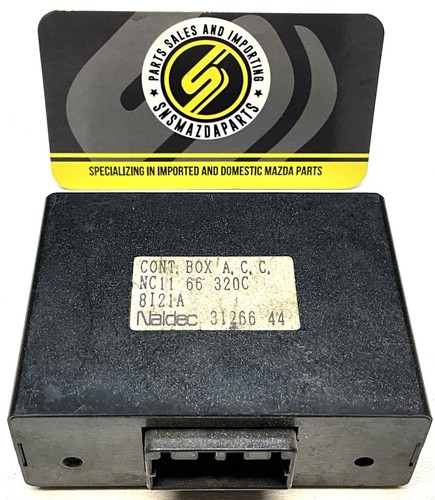 PARTS SALES AND IMPORTING
SNSMAZDAPARTS
SPECIALIZING IN IMPORTED AND DOMESTIC MAZDA PARTS
CONT. BOX A, C, C,
NC11 66 320C
8I21A
Naldec 31266 44